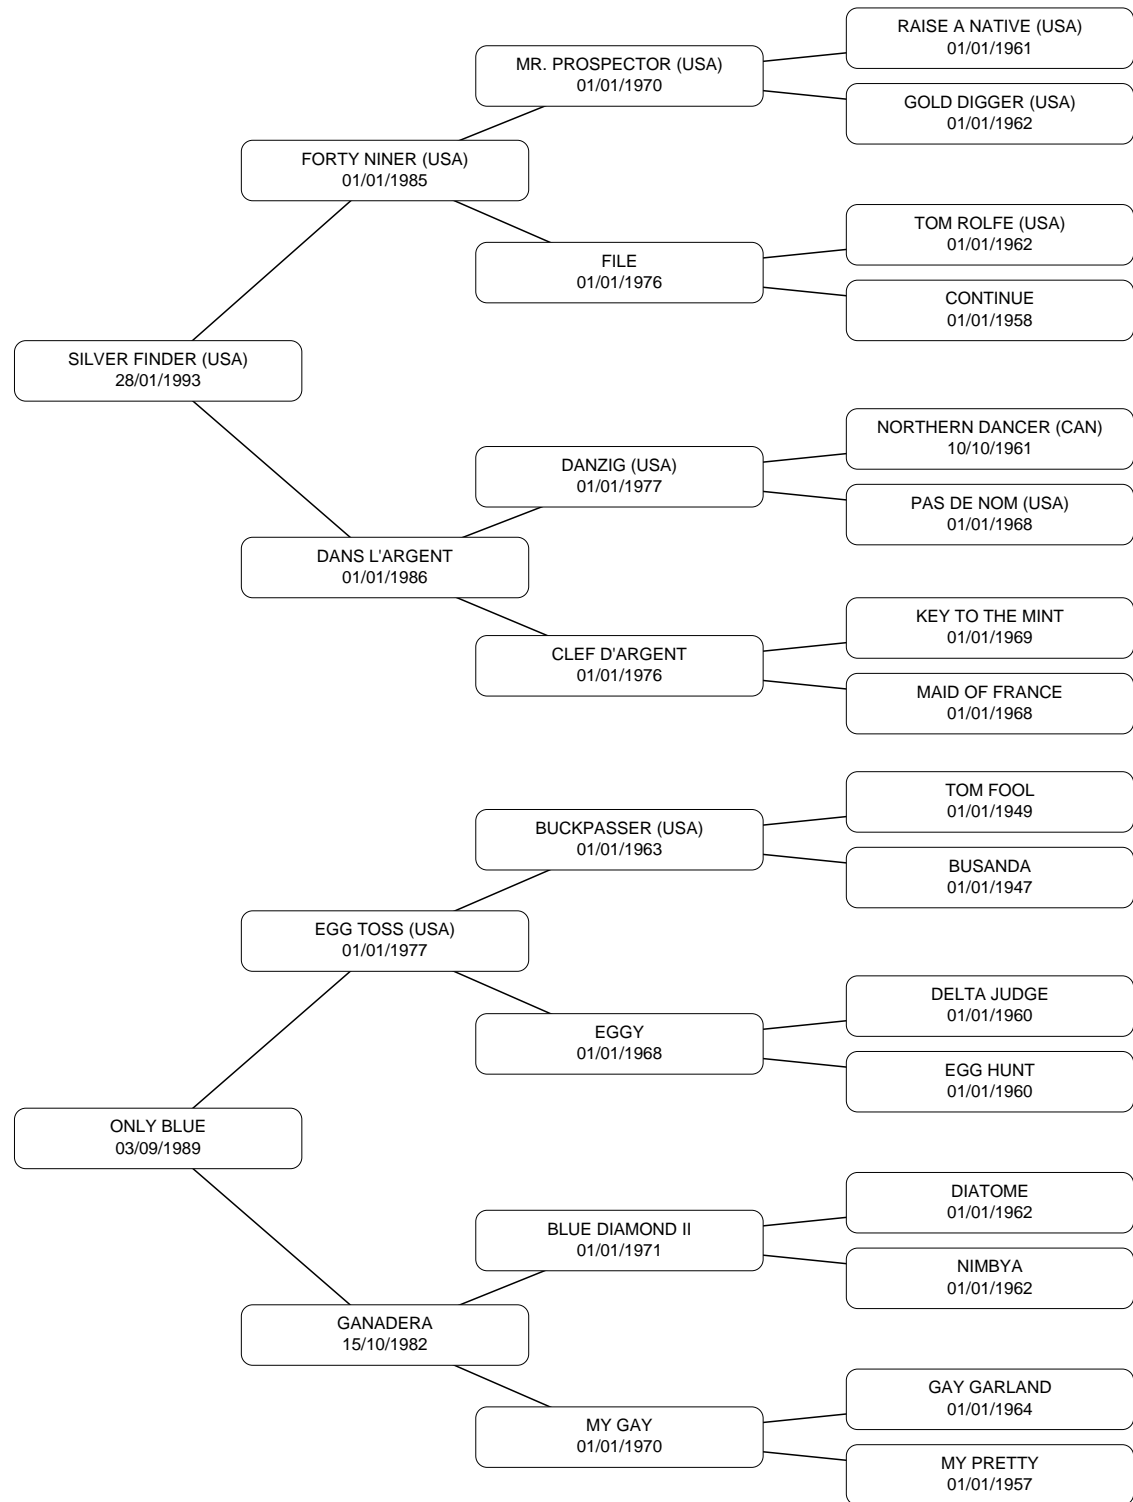 RAISE A NATIVE (USA)
01/01/1961
MR. PROSPECTOR (USA)
01/01/1970
GOLD DIGGER (USA)
01/01/1962
FORTY NINER (USA)
01/01/1985
TOM ROLFE (USA)
01/01/1962
FILE
01/01/1976
CONTINUE
01/01/1958
SILVER FINDER (USA)
28/01/1993
NORTHERN DANCER (CAN)
10/10/1961
DANZIG (USA)
01/01/1977
PAS DE NOM (USA)
01/01/1968
DANS L'ARGENT
01/01/1986
KEY TO THE MINT
01/01/1969
CLEF D'ARGENT
01/01/1976
MAID OF FRANCE
01/01/1968
TOM FOOL
01/01/1949
BUCKPASSER (USA)
01/01/1963
BUSANDA
01/01/1947
EGG TOSS (USA)
01/01/1977
DELTA JUDGE
01/01/1960
EGGY
01/01/1968
EGG HUNT
01/01/1960
ONLY BLUE
03/09/1989
DIATOME
01/01/1962
BLUE DIAMOND II
01/01/1971
NIMBYA
01/01/1962
GANADERA
15/10/1982
GAY GARLAND
01/01/1964
MY GAY
01/01/1970
MY PRETTY
01/01/1957